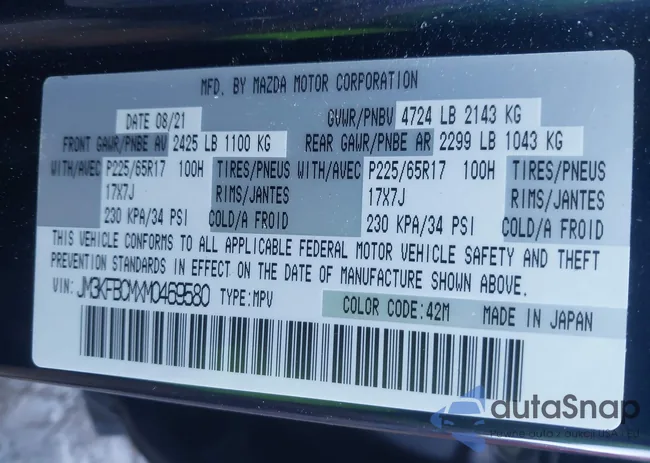 MFD. BY MAZDA MOTOR CORPORATION
DATE 08/21 GVWR/PNBV 4724 LB 2143 KG
FRONT GAWR/PNBE AV 2425 LB 1100 KG REAR GAWR/PNBE AR 2299 LB 1043 KG
WITH/AVEC P225/65R17 100H TIRES/PNEUS WITH/AVEC P225/65R17 100H TIRES/PNEUS
17X7J RIMS/JANTES 17X7J RIMS/JANTES
230 KPA/34 PSI COLD/A FROID 230 KPA/34 PSI COLD/A FROID
THIS VEHICLE CONFORMS TO ALL APPLICABLE FEDERAL MOTOR VEHICLE SAFETY AND THEFT
PREVENTION STANDARDS IN EFFECT ON THE DATE OF MANUFACTURE SHOWN ABOVE.
VIN: JM3KFBCMXM0469580 TYPE:MPV COLOR CODE:42M MADE IN JAPAN
autaSnap